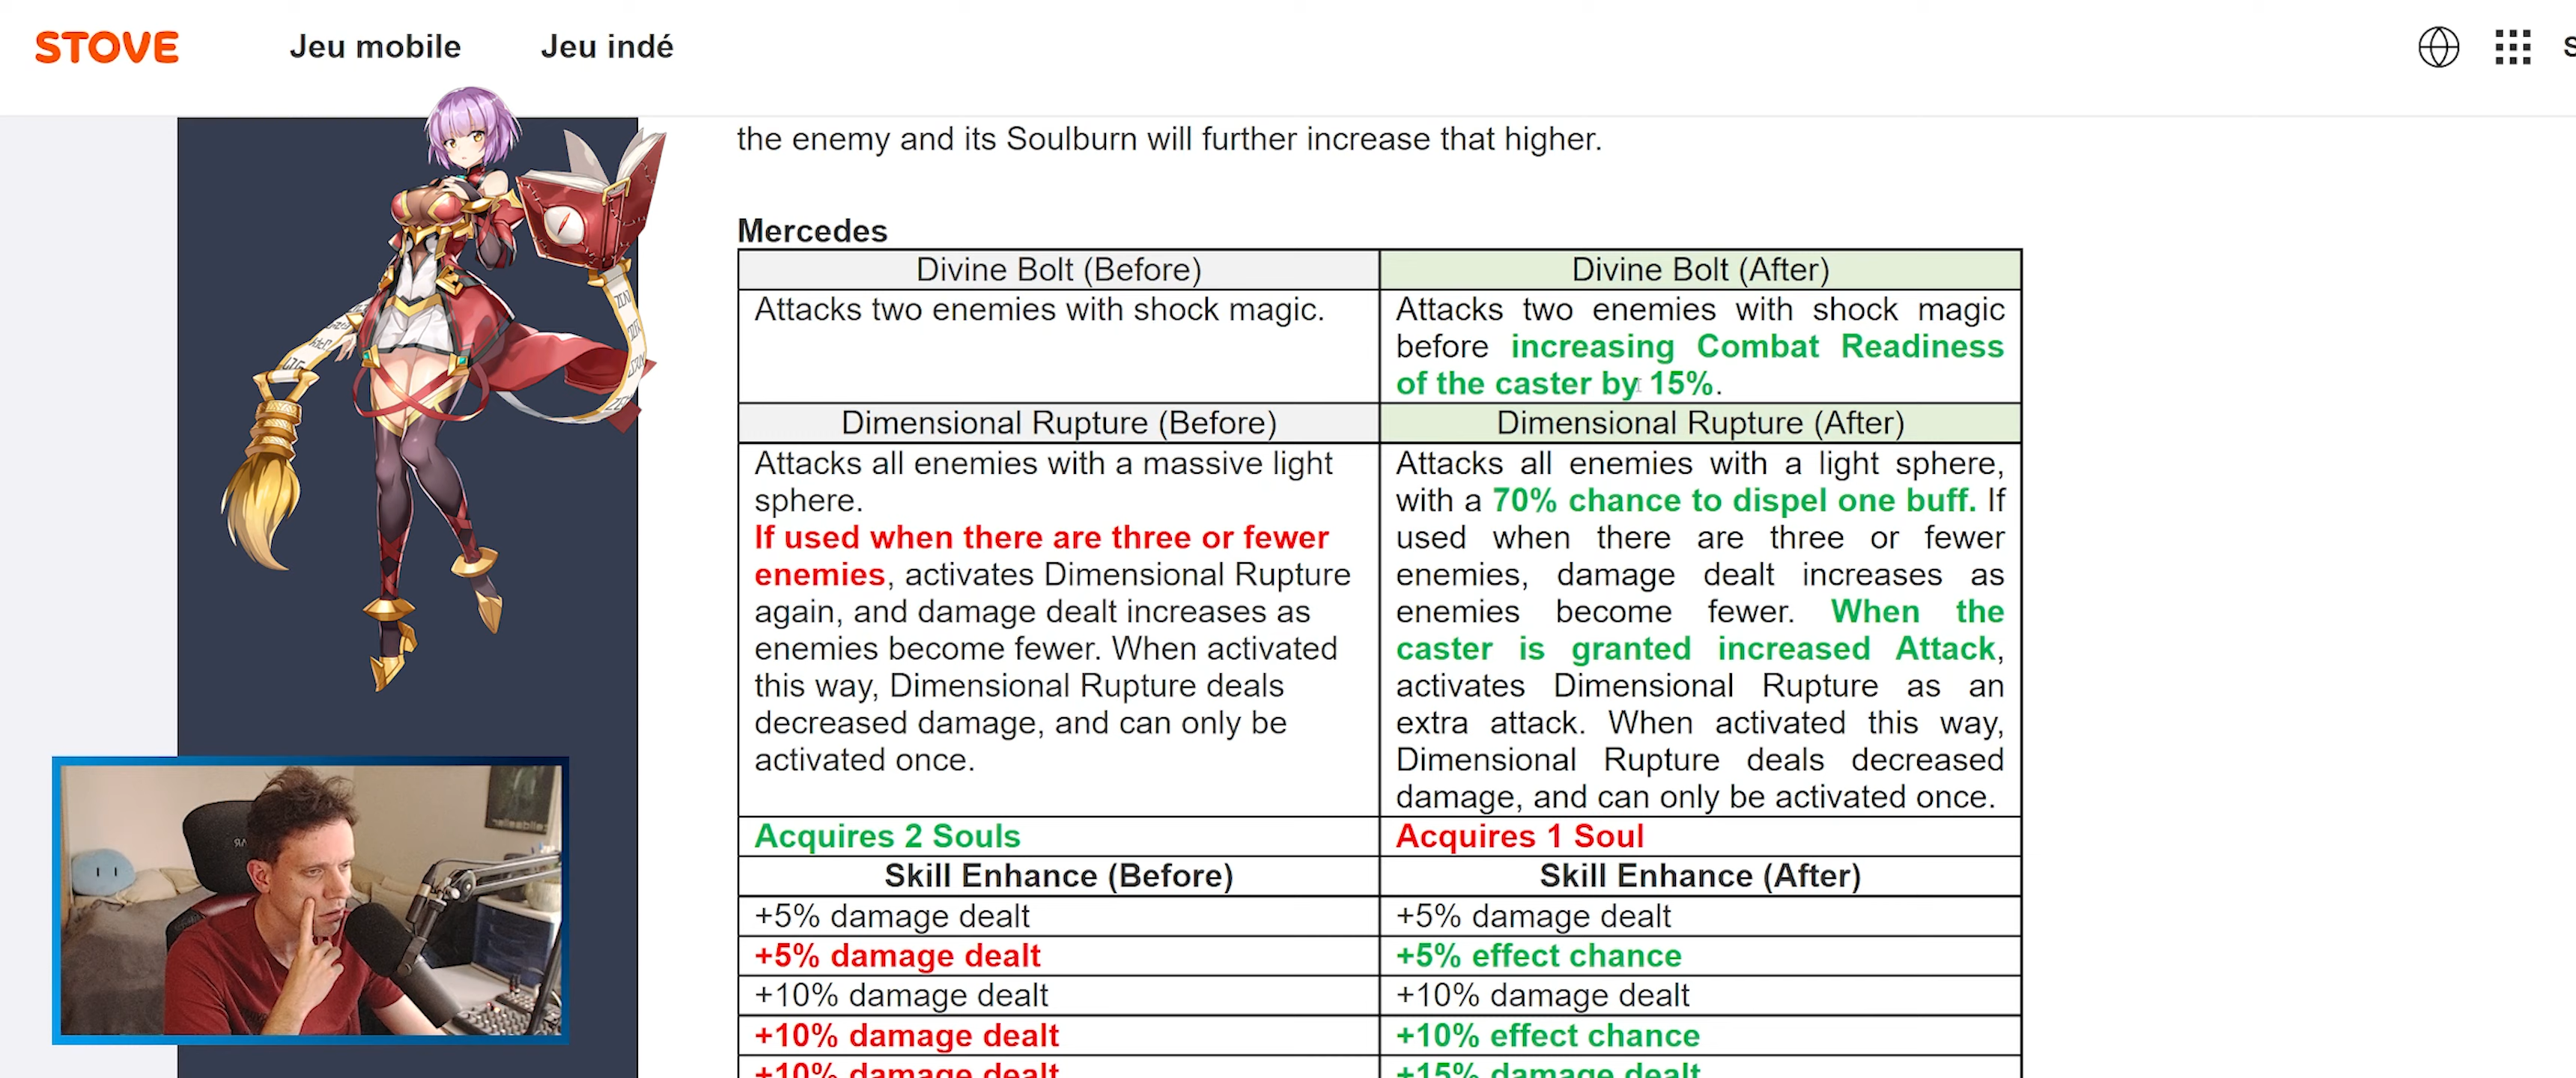 STOVE
Jeu mobile
Jeu indé
the enemy and its Soulburn will further increase that higher.
Mercedes
Divine Bolt (Before)
Divine Bolt (After)
Attacks two enemies with shock magic.
Attacks two enemies with shock magic
before increasing Combat Readiness
of the caster by 15%.
Dimensional Rupture (Before)
Dimensional Rupture (After)
Attacks all enemies with a massive light
sphere.
If used when there are three or fewer
enemies, activates Dimensional Rupture
again, and damage dealt increases as
enemies become fewer. When activated
this way, Dimensional Rupture deals
decreased damage, and can only be
activated once.
Attacks all enemies with a light sphere,
with a 70% chance to dispel one buff. If
used when there are three or fewer
enemies, damage dealt increases as
enemies become fewer. When the
caster is granted increased Attack,
activates Dimensional Rupture as an
extra attack. When activated this way,
Dimensional Rupture deals decreased
damage, and can only be activated once.
Acquires 2 Souls
Acquires 1 Soul
Skill Enhance (Before)
Skill Enhance (After)
+5% damage dealt
+5% damage dealt
+5% damage dealt
+5% effect chance
+10% damage dealt
+10% damage dealt
+10% damage dealt
+10% effect chance
+10% damage dealt
+15% damage dealt